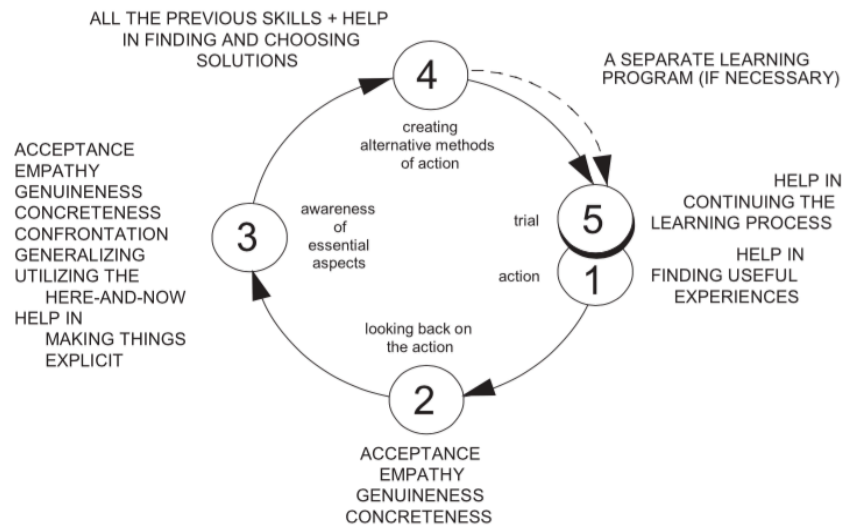 ALL THE PREVIOUS SKILLS + HELP
IN FINDING AND CHOOSING
SOLUTIONS
4
A SEPARATE LEARNING
PROGRAM (IF NECESSARY)
creating
alternative methods
of action
ACCEPTANCE
EMPATHY
GENUINENESS
CONCRETENESS
CONFRONTATION
GENERALIZING
UTILIZING THE
HERE-AND-NOW
HELP IN
MAKING THINGS
EXPLICIT
3
awareness
of
essential
aspects
trial
5
HELP IN
CONTINUING THE
LEARNING PROCESS
action
1
HELP IN
FINDING USEFUL
EXPERIENCES
looking back on
the action
2
ACCEPTANCE
EMPATHY
GENUINENESS
CONCRETENESS